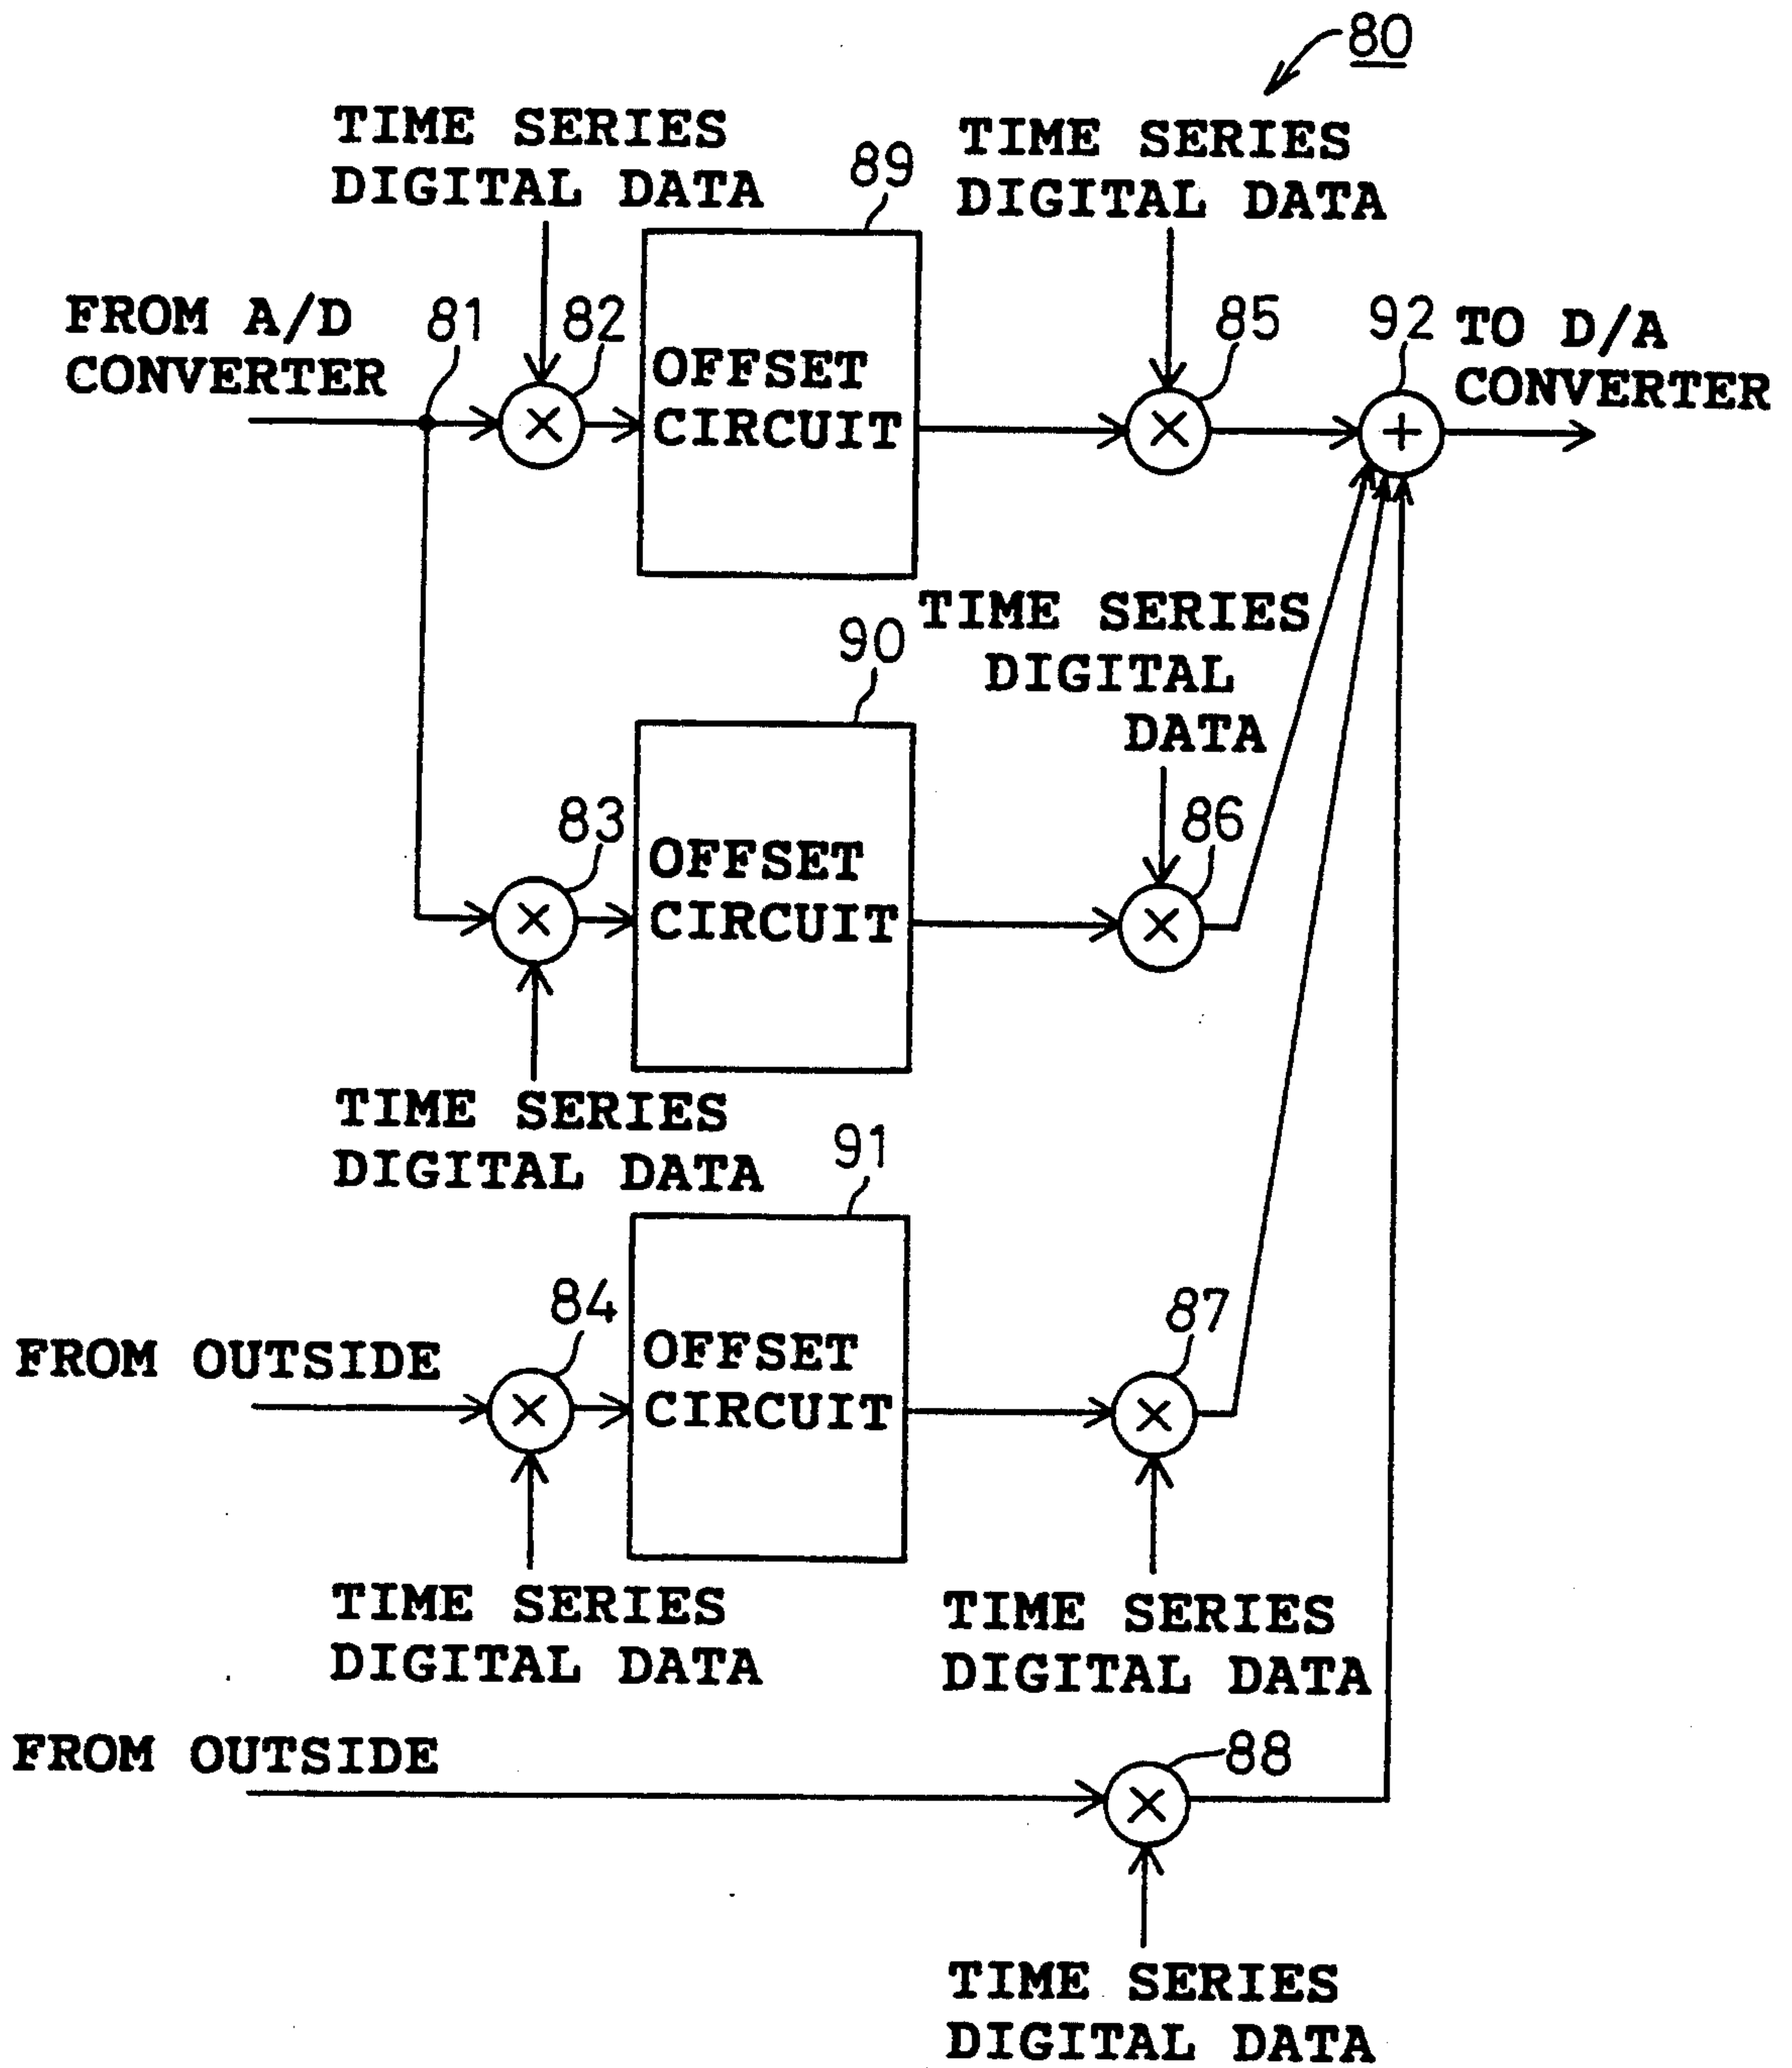 80
TIME SERIES
DIGITAL DATA
89
TIME SERIES
DIGITAL DATA
FROM A/D
CONVERTER
81
82
OFFSET
CIRCUIT
85
92
TO D/A
CONVERTER
×
×
+
90
TIME SERIES
DIGITAL
DATA
83
OFFSET
CIRCUIT
86
×
×
TIME SERIES
DIGITAL DATA
91
FROM OUTSIDE
84
OFFSET
CIRCUIT
87
×
×
TIME SERIES
DIGITAL DATA
TIME SERIES
DIGITAL DATA
FROM OUTSIDE
88
×
TIME SERIES
DIGITAL DATA